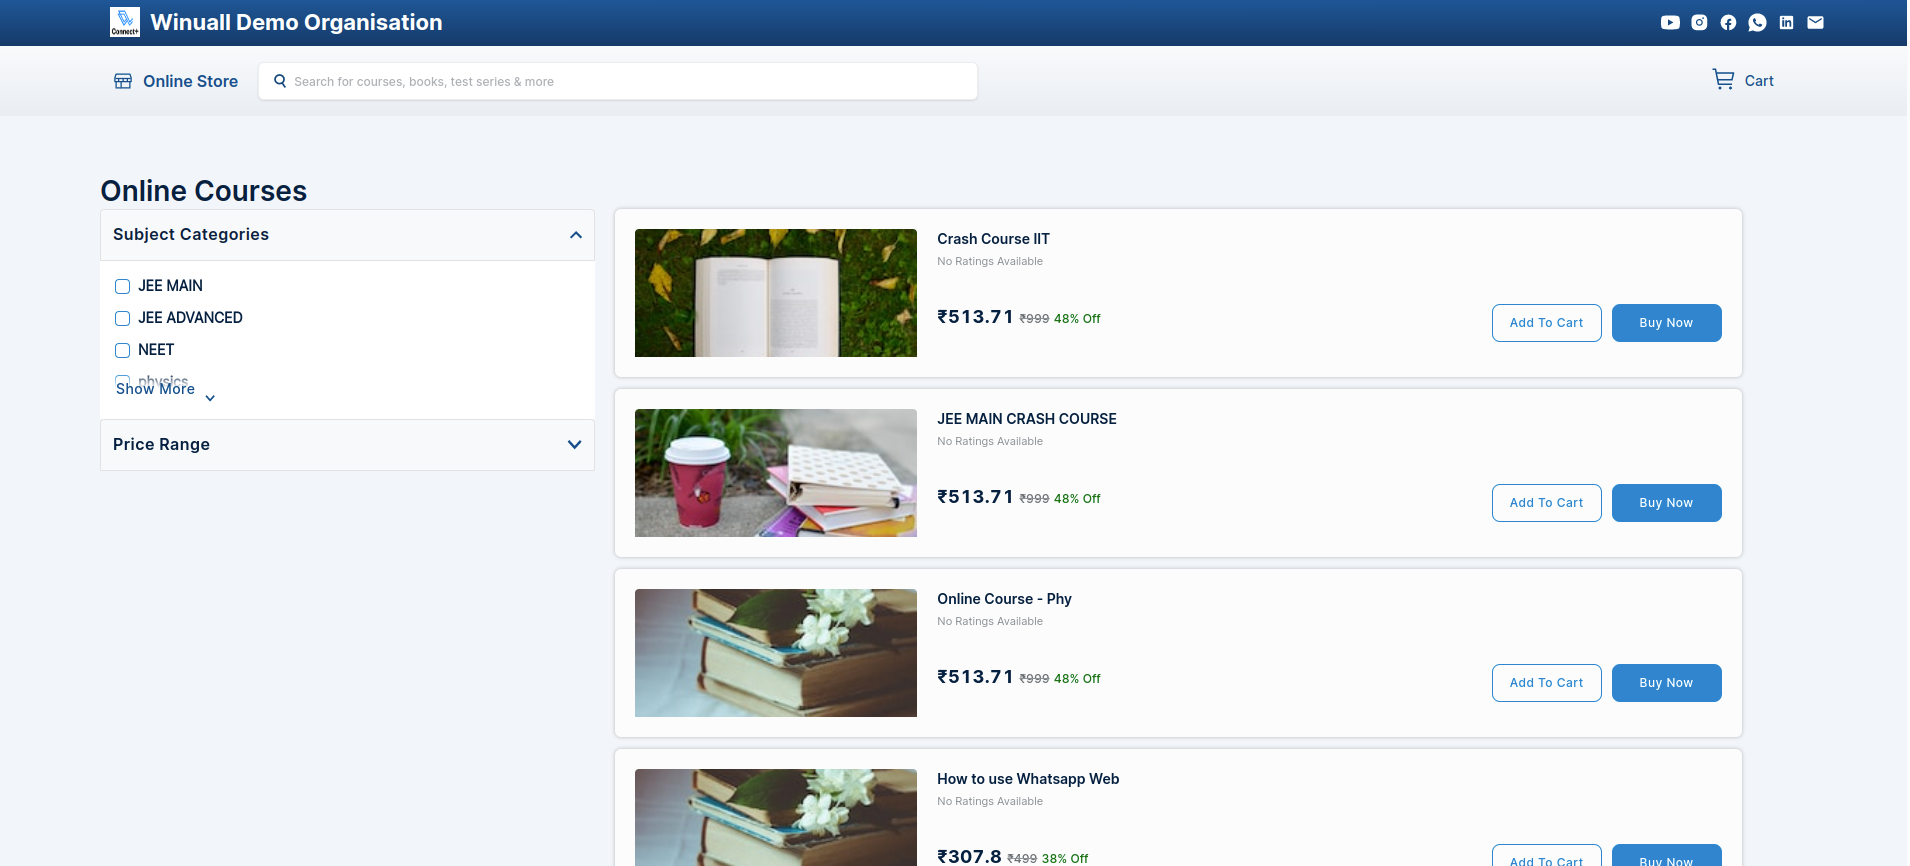 Connect+
Winuall Demo Organisation
Online Store
Search for courses, books, test series & more
Cart
Online Courses
Subject Categories
JEE MAIN
JEE ADVANCED
NEET
physics
Show More
Price Range
Crash Course IIT
No Ratings Available
₹513.71 ₹999 48% Off
Add To Cart
Buy Now
JEE MAIN CRASH COURSE
No Ratings Available
₹513.71 ₹999 48% Off
Add To Cart
Buy Now
Online Course - Phy
No Ratings Available
₹513.71 ₹999 48% Off
Add To Cart
Buy Now
How to use Whatsapp Web
No Ratings Available
₹307.8 ₹499 38% Off
Add To Cart
Buy Now